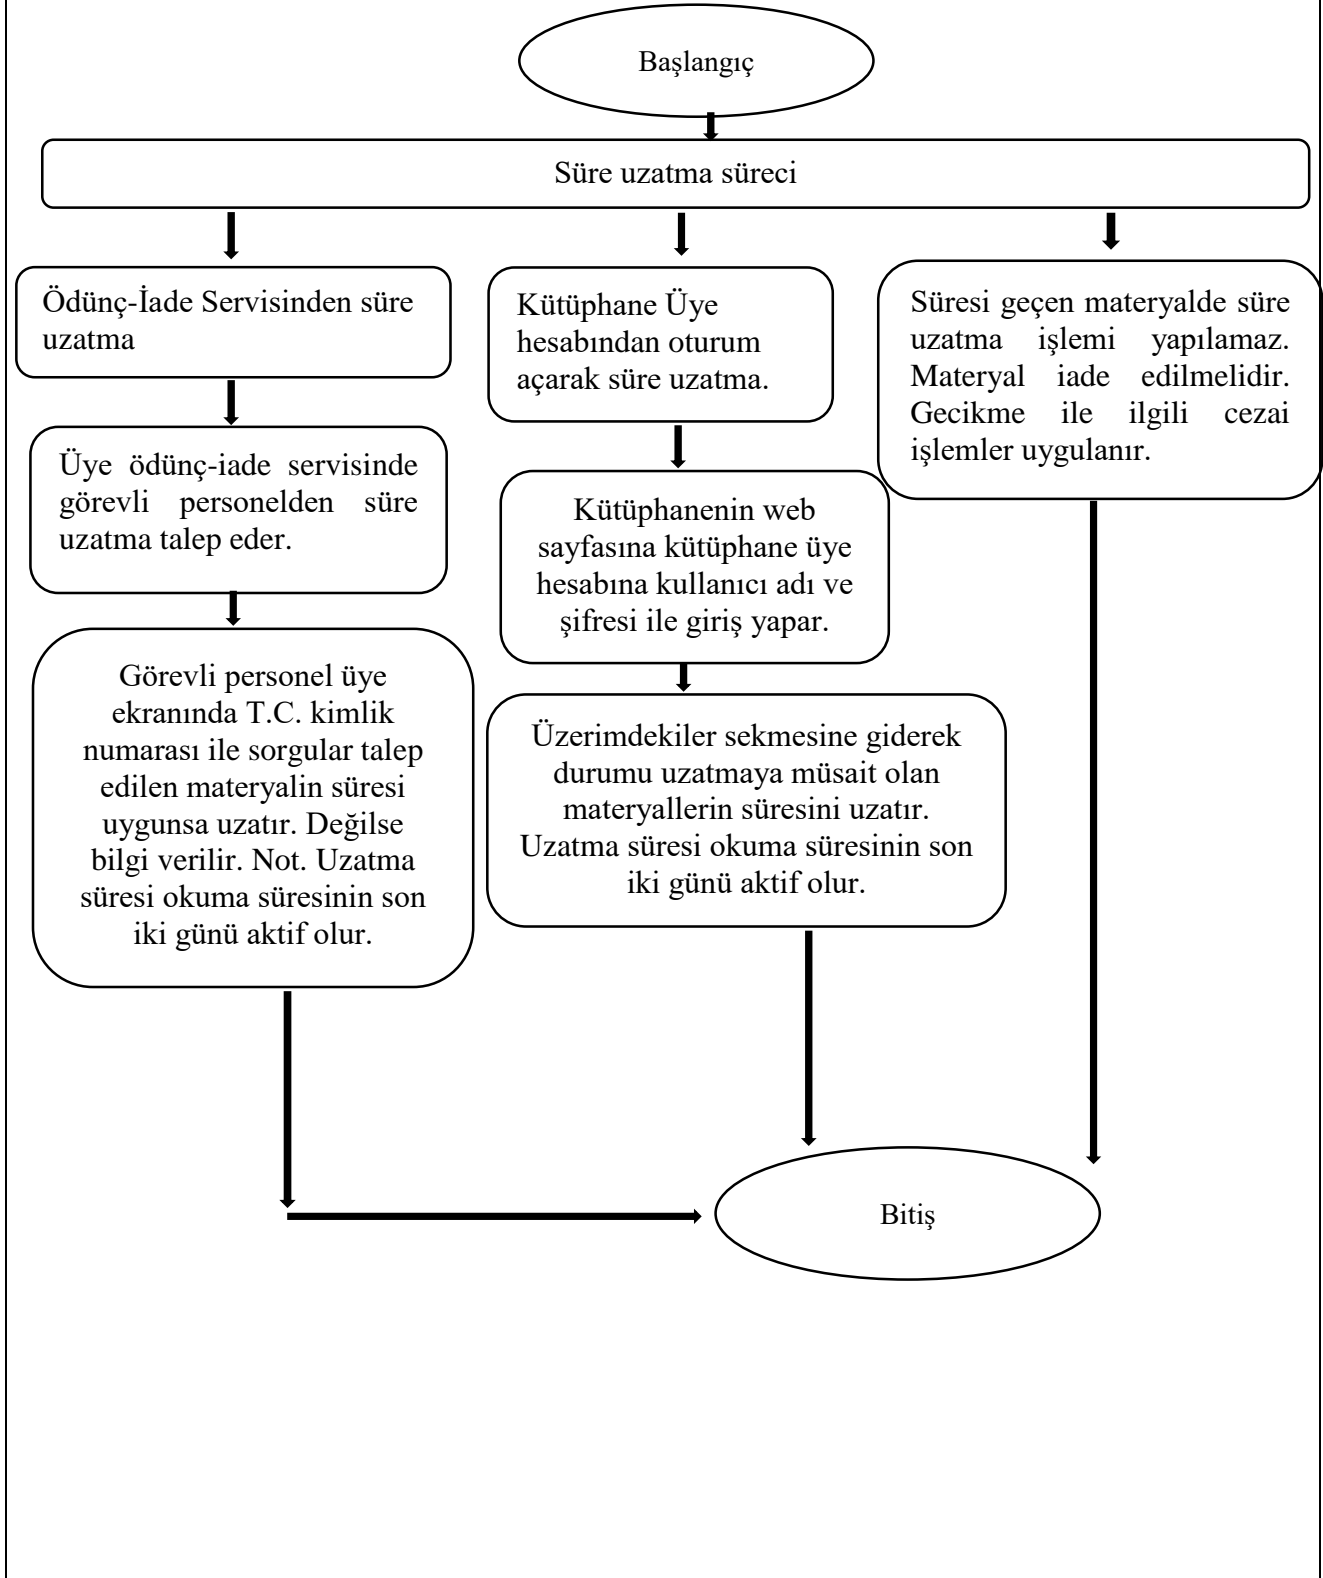 Başlangıç
Süre uzatma süreci
Ödünç-İade Servisinden süre
uzatma
Üye ödünç-iade servisinde
görevli personelden süre
uzatma talep eder.
Görevli personel üye
ekranında T.C. kimlik
numarası ile sorgular talep
edilen materyalin süresi
uygunsa uzatır. Değilse
bilgi verilir. Not. Uzatma
süresi okuma süresinin son
iki günü aktif olur.
Kütüphane Üye
hesabından oturum
açarak süre uzatma.
Kütüphanenin web
sayfasına kütüphane üye
hesabına kullanıcı adı ve
şifresi ile giriş yapar.
Üzerimdekiler sekmesine giderek
durumu uzatmaya müsait olan
materyallerin süresini uzatır.
Uzatma süresi okuma süresinin son
iki günü aktif olur.
Süresi geçen materyalde süre
uzatma işlemi yapılamaz.
Materyal iade edilmelidir.
Gecikme ile ilgili cezai
işlemler uygulanır.
Bitiş